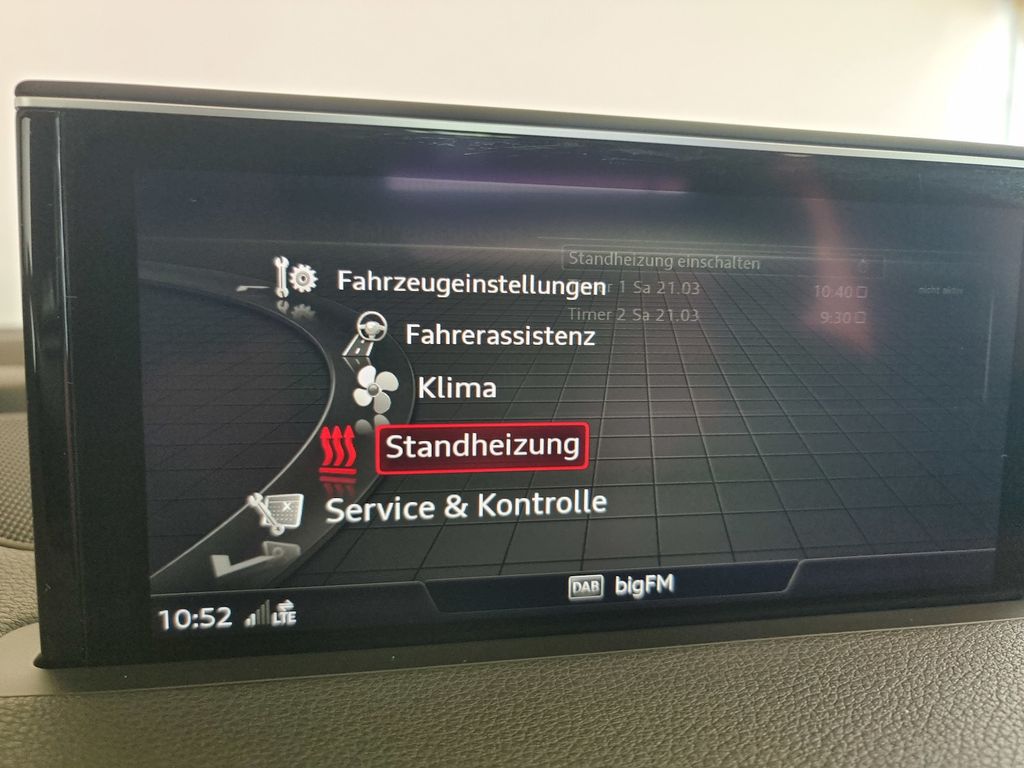 Standheizung einschalten
Fahrzeugeinstellungen
1 Sa 21.03 10:40
Timer 2 Sa 21.03 9:30
nicht aktiv
Fahrerassistenz
Klima
Standheizung
Service & Kontrolle
DAB bigFM
10:52 LTE